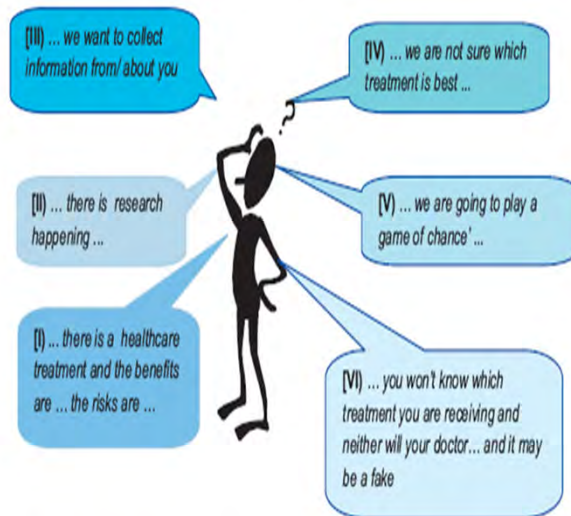 [III) ... we want to collect
information from/ about you
[IV) ... we are not sure which
treatment is best ...
?
[II) ... there is research
happening ...
[V) ... we are going to play a
game of chance' ...
[I) ... there is a healthcare
treatment and the benefits
are ... the risks are ...
[VI) ... you won't know which
treatment you are receiving and
neither will your doctor... and it may
be a fake